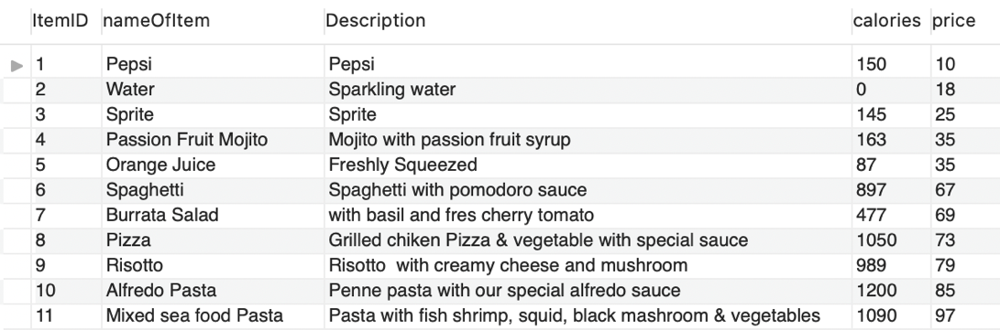 ItemID nameOfItem Description calories price
1 Pepsi Pepsi 150 10
2 Water Sparkling water 0 18
3 Sprite Sprite 145 25
4 Passion Fruit Mojito Mojito with passion fruit syrup 163 35
5 Orange Juice Freshly Squeezed 87 35
6 Spaghetti Spaghetti with pomodoro sauce 897 67
7 Burrata Salad with basil and fres cherry tomato 477 69
8 Pizza Grilled chiken Pizza & vegetable with special sauce 1050 73
9 Risotto Risotto  with creamy cheese and mushroom 989 79
10 Alfredo Pasta Penne pasta with our special alfredo sauce 1200 85
11 Mixed sea food Pasta Pasta with fish shrimp, squid, black mashroom & vegetables 1090 97